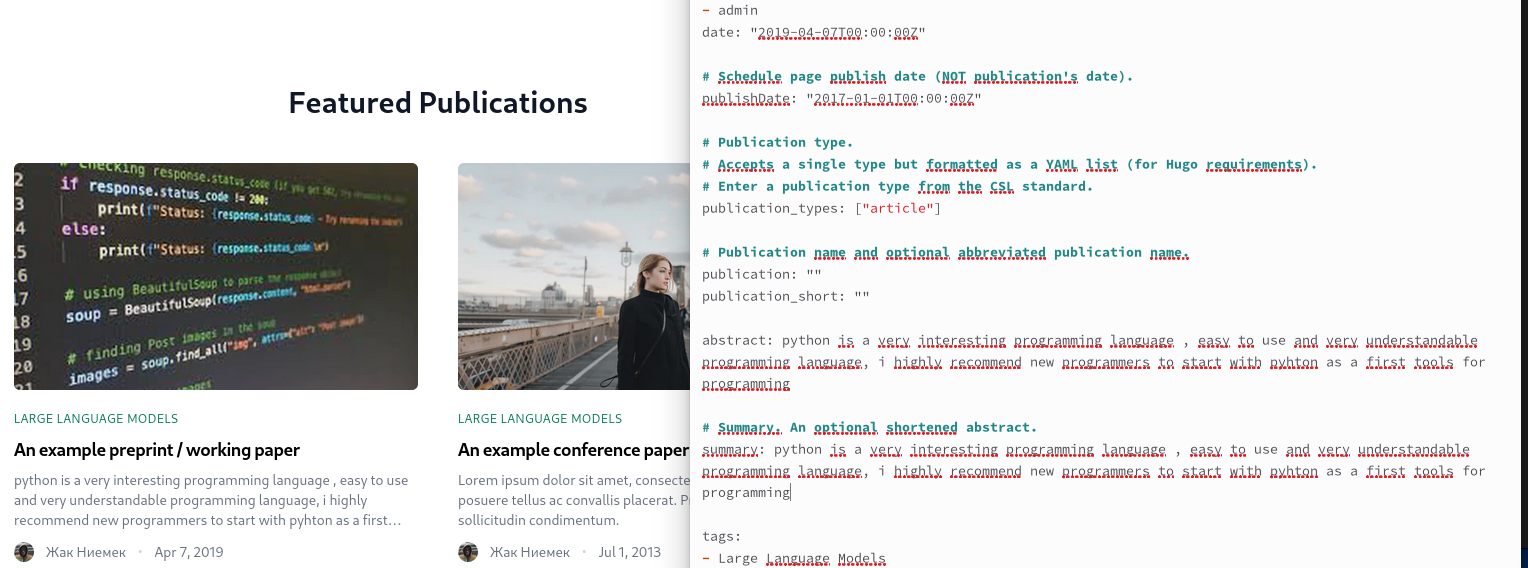 Featured Publications
2 # Checking response.status_code (if you get 502, Try rerunning the code)
3 if response.status_code != 200:
print(f"Status: {response.status_code} - Try rerunning the code")
4 else:
5 print(f"Status: {response.status_code}\n")
16
17 # using BeautifulSoup to parse the response object
18 soup = BeautifulSoup(response.content, "html.parser")
19
20 # finding Post images in the soup
21 images = soup.find_all("img", attrs={"alt": "Post image"})
images
LARGE LANGUAGE MODELS
An example preprint / working paper
python is a very interesting programming language , easy to use
and very understandable programming language, i highly
recommend new programmers to start with pyhton as a first…
Жак Ниемек • Apr 7, 2019
LARGE LANGUAGE MODELS
An example conference paper
Lorem ipsum dolor sit amet, consecte
posuere tellus ac convallis placerat. P
sollicitudin condimentum.
Жак Ниемек • Jul 1, 2013
- admin
date: "2019-04-07T00:00:00Z"
# Schedule page publish date (NOT publication's date).
publishDate: "2017-01-01T00:00:00Z"
# Publication type.
# Accepts a single type but formatted as a YAML list (for Hugo requirements).
# Enter a publication type from the CSL standard.
publication_types: ["article"]
# Publication name and optional abbreviated publication name.
publication: ""
publication_short: ""
abstract: python is a very interesting programming language , easy to use and very understandable
programming language, i highly recommend new programmers to start with pyhton as a first tools for
programming
# Summary. An optional shortened abstract.
summary: python is a very interesting programming language , easy to use and very understandable
programming language, i highly recommend new programmers to start with pyhton as a first tools for
programming
tags:
- Large Language Models